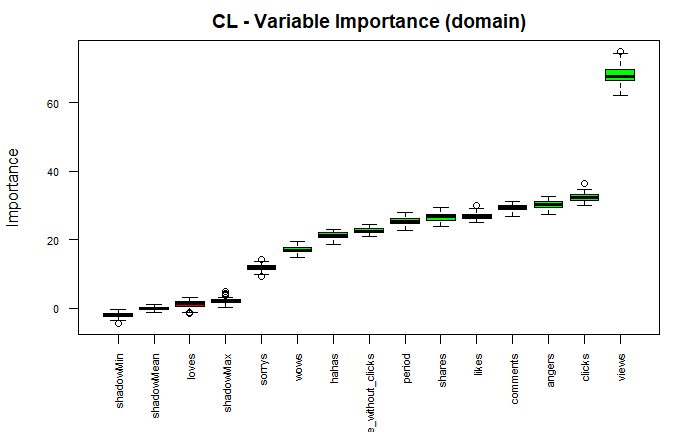 CL - Variable Importance (domain)
Importance
60
40
20
0
shadowMin
shadowMean
loves
shadowMax
sorrys
wows
hahas
e_without_clicks
period
shares
likes
comments
angers
clicks
views